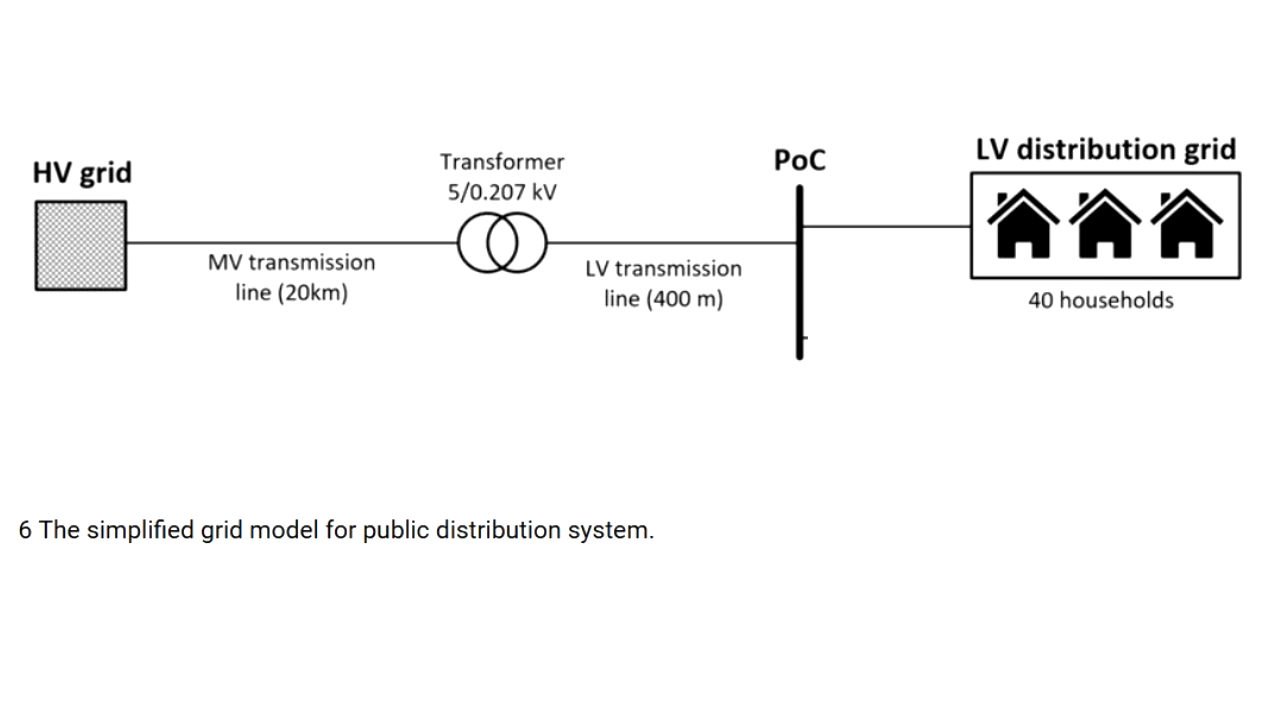 HV grid
MV transmission
line (20km)
Transformer
5/0.207 kV
LV transmission
line (400 m)
PoC
LV distribution grid
40 households
6 The simplified grid model for public distribution system.